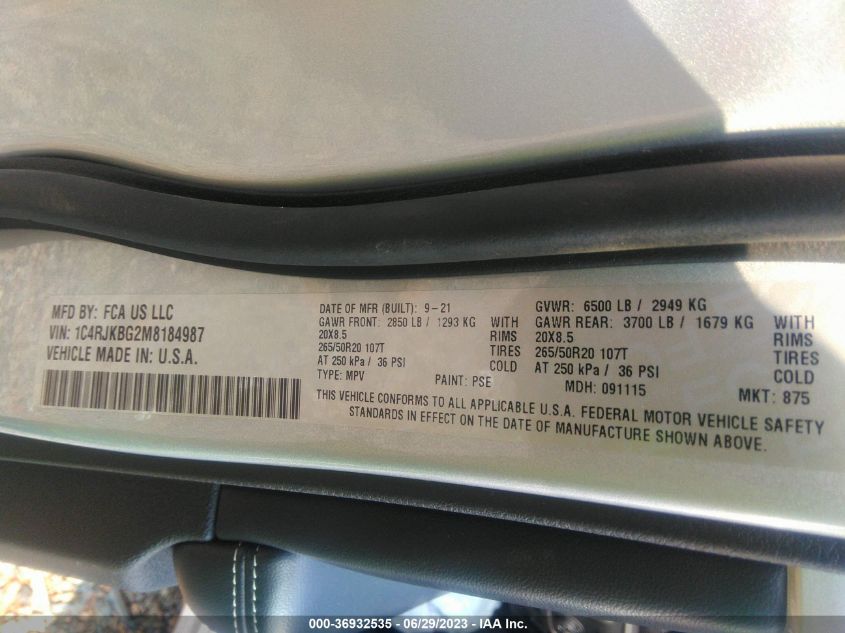 MFD BY: FCA US LLC
VIN: 1C4RJKBG2M8184987
VEHICLE MADE IN: U.S.A.
DATE OF MFR (BUILT): 9-21
GAWR FRONT: 2850 LB / 1293 KG WITH
20X8.5 RIMS
265/50R20 107T TIRES
AT 250 kPa / 36 PSI COLD
TYPE: MPV PAINT: PSE
GVWR: 6500 LB / 2949 KG
GAWR REAR: 3700 LB / 1679 KG WITH
20X8.5 RIMS
265/50R20 107T TIRES
AT 250 kPa / 36 PSI COLD
MDH: 091115 MKT: 875
THIS VEHICLE CONFORMS TO ALL APPLICABLE U.S.A. FEDERAL MOTOR VEHICLE SAFETY
STANDARDS IN EFFECT ON THE DATE OF MANUFACTURE SHOWN ABOVE.
000-36932535 - 06/29/2023 - IAA Inc.